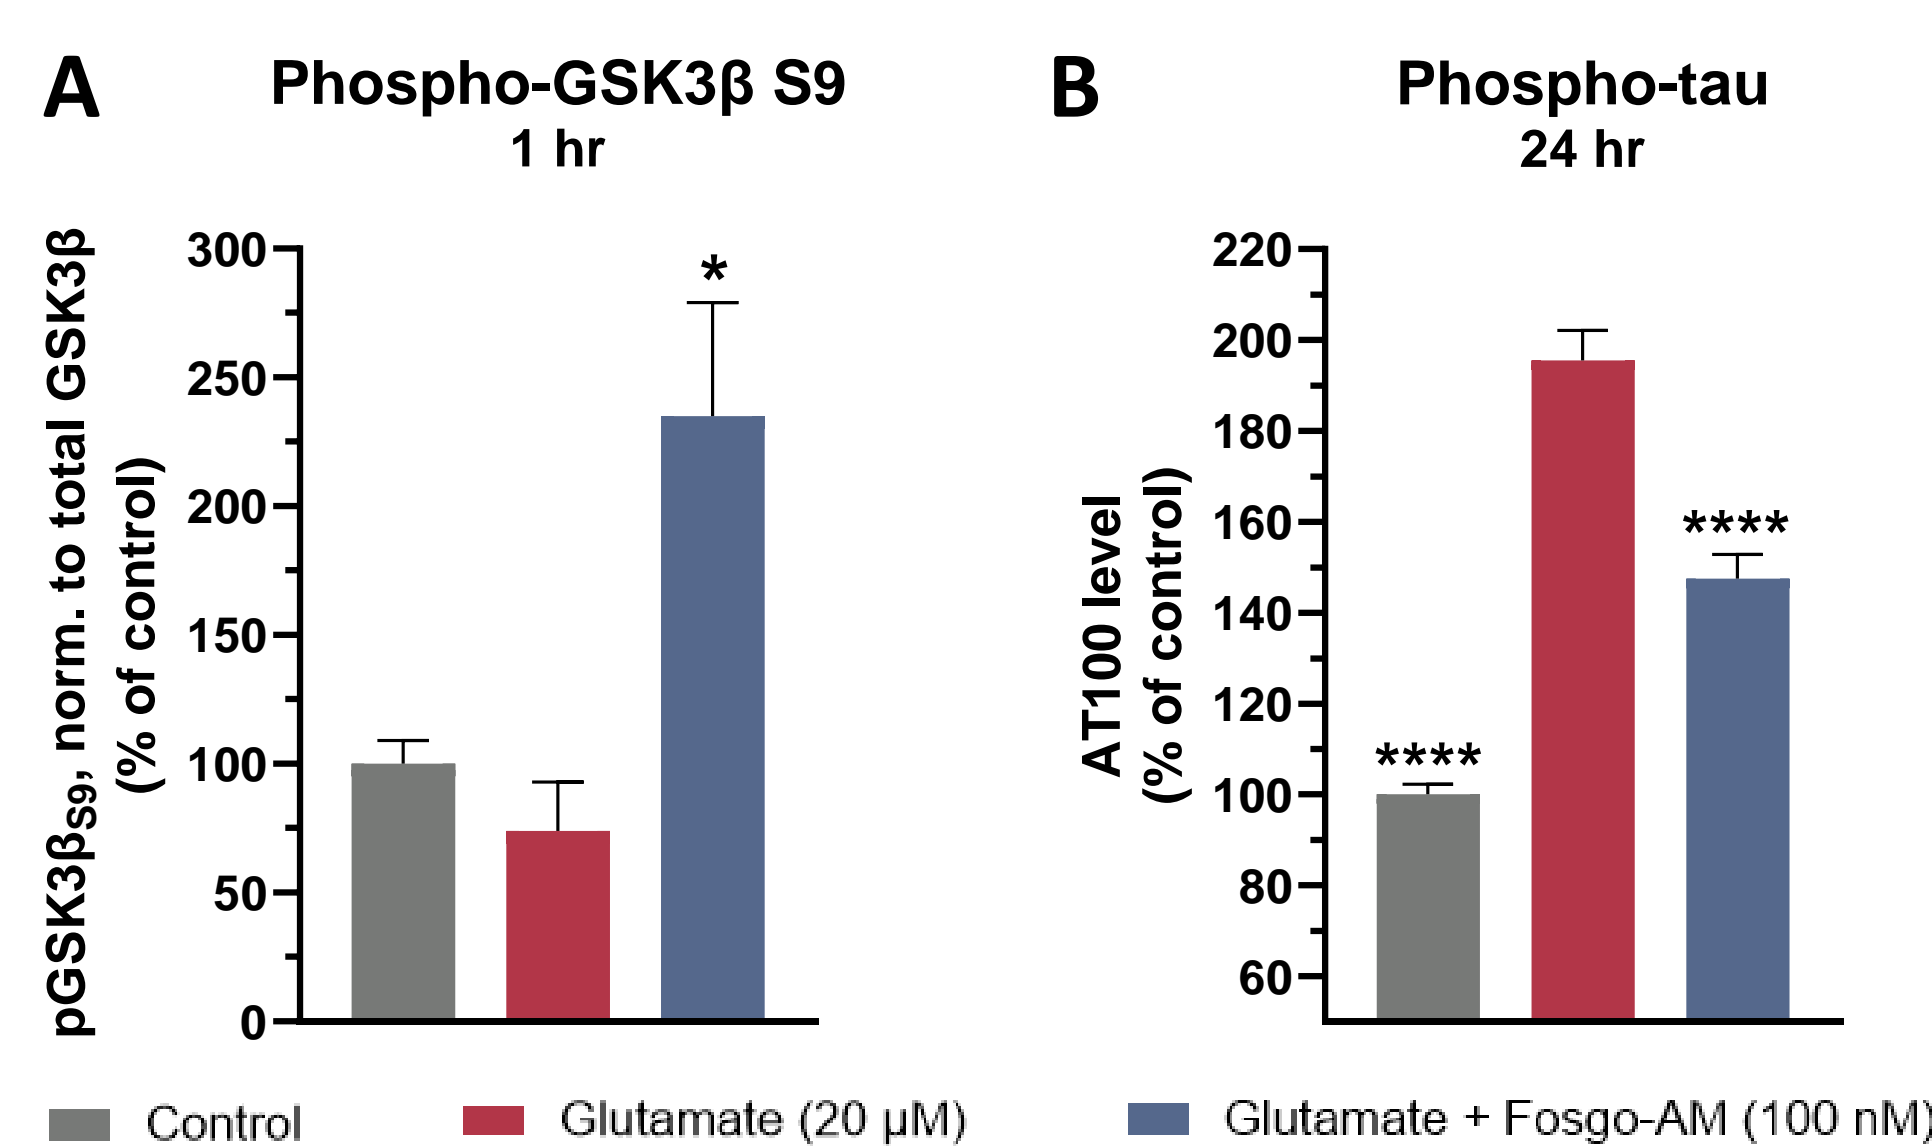 A
Phospho-GSK3β S9
1 hr
pGSK3βS9, norm. to total GSK3β
(% of control)
300
250
200
150
100
50
0
*
B
Phospho-tau
24 hr
AT100 level
(% of control)
220
200
180
160
140
120
100
80
60
****
****
Control
Glutamate (20 µM)
Glutamate + Fosgo-AM (100 nM)